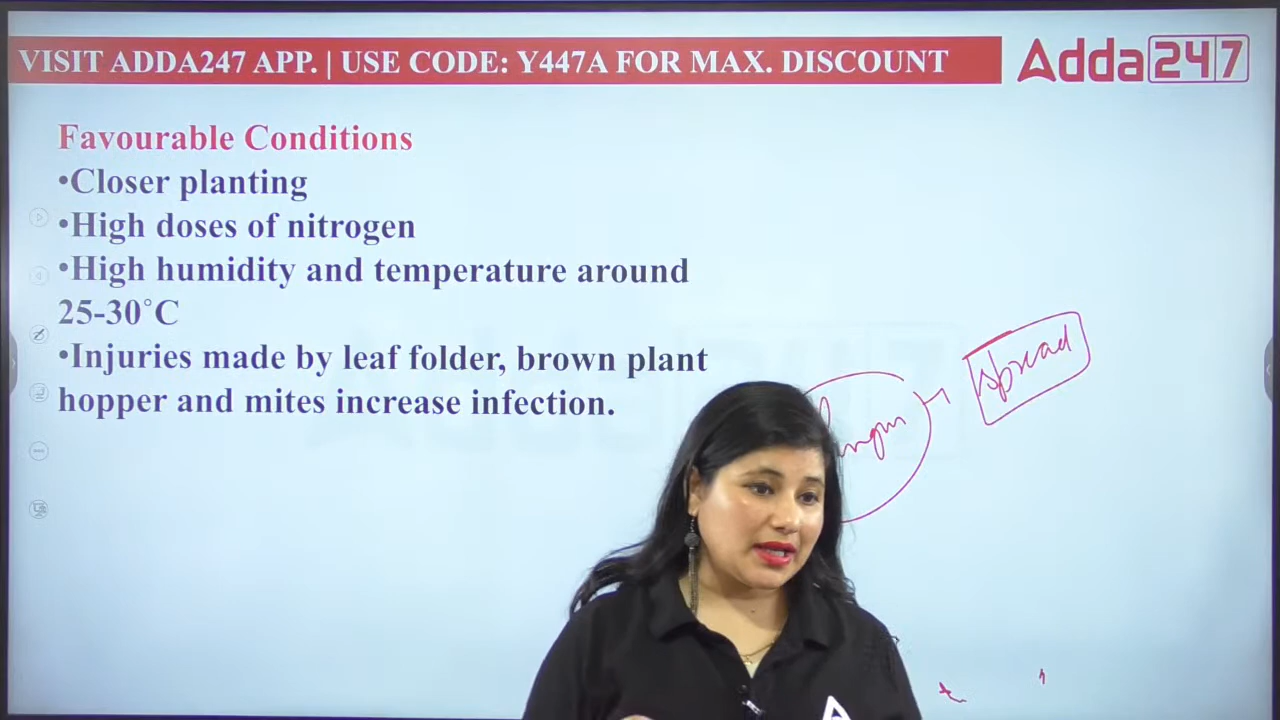 VISIT ADDA247 APP. | USE CODE: Y447A FOR MAX. DISCOUNT
Adda247
Favourable Conditions
•Closer planting
•High doses of nitrogen
•High humidity and temperature around
25-30°C
•Injuries made by leaf folder, brown plant
hopper and mites increase infection.
Spread